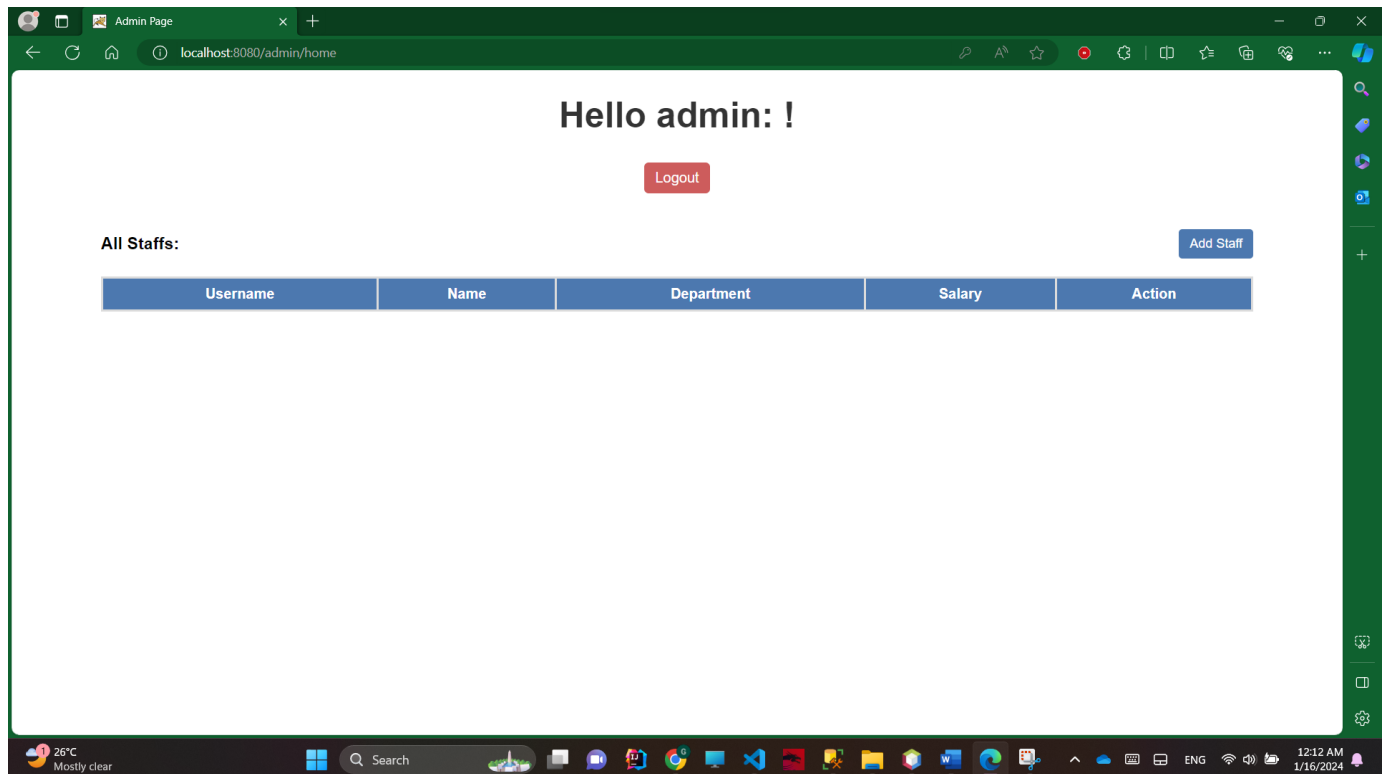 Admin Page
localhost:8080/admin/home
Hello admin: !
Logout
All Staffs:
Add Staff
Username Name Department Salary Action
1
26°C
Mostly clear
Search
ENG
12:12 AM
1/16/2024